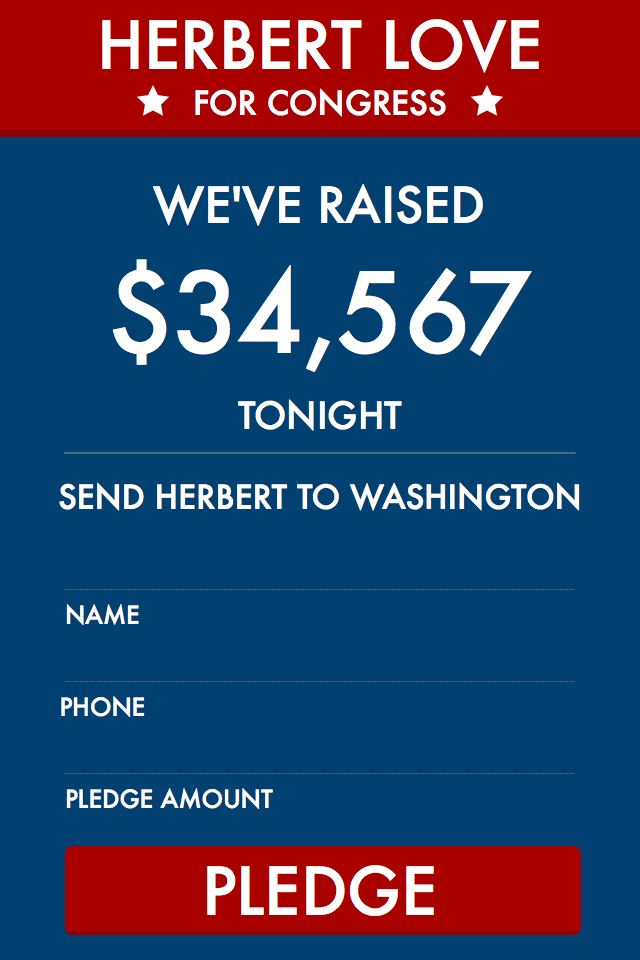 HERBERT LOVE
FOR CONGRESS
WE'VE RAISED
$34,567
TONIGHT
SEND HERBERT TO WASHINGTON
NAME
PHONE
PLEDGE AMOUNT
PLEDGE